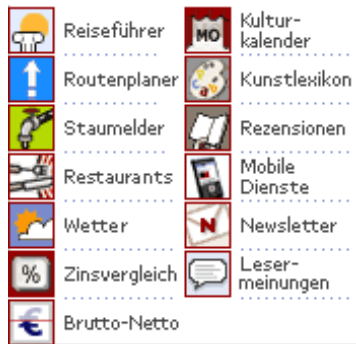 Reiseführer
Routenplaner
Staumelder
Restaurants
Wetter
%
Zinsvergleich
€
Brutto-Netto
MO
Kultur-
kalender
Kunstlexikon
Rezensionen
Mobile
Dienste
N
Newsletter
Leser-
meinungen